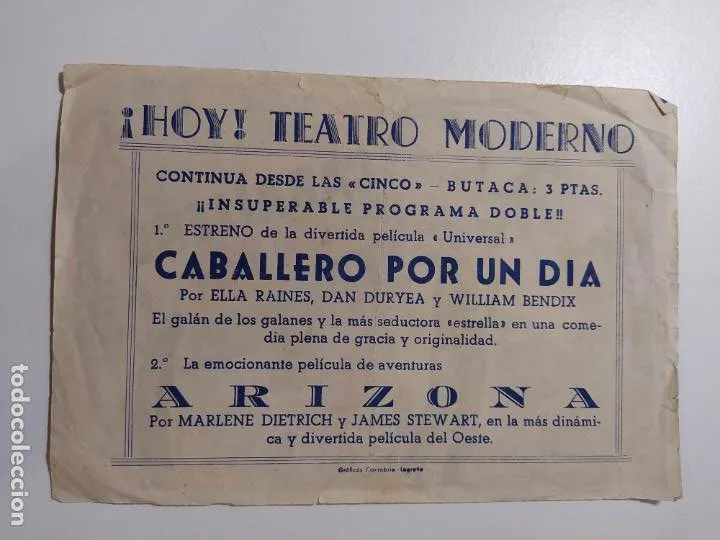 ¡HOY! TEATRO MODERNO
CONTINUA DESDE LAS «CINCO» — BUTACA: 3 PTAS.
¡¡INSUPERABLE PROGRAMA DOBLE!!
1.º ESTRENO de la divertida película «Universal»
CABALLERO POR UN DIA
Por ELLA RAINES, DAN DURYEA y WILLIAM BENDIX
El galán de los galanes y la más seductora «estrella» en una come-
dia plena de gracia y originalidad.
2.º La emocionante película de aventuras
ARIZONA
Por MARLENE DIETRICH y JAMES STEWART, en la más dinámi-
ca y divertida película del Oeste.
Gráficas Logroño
todocoleccion